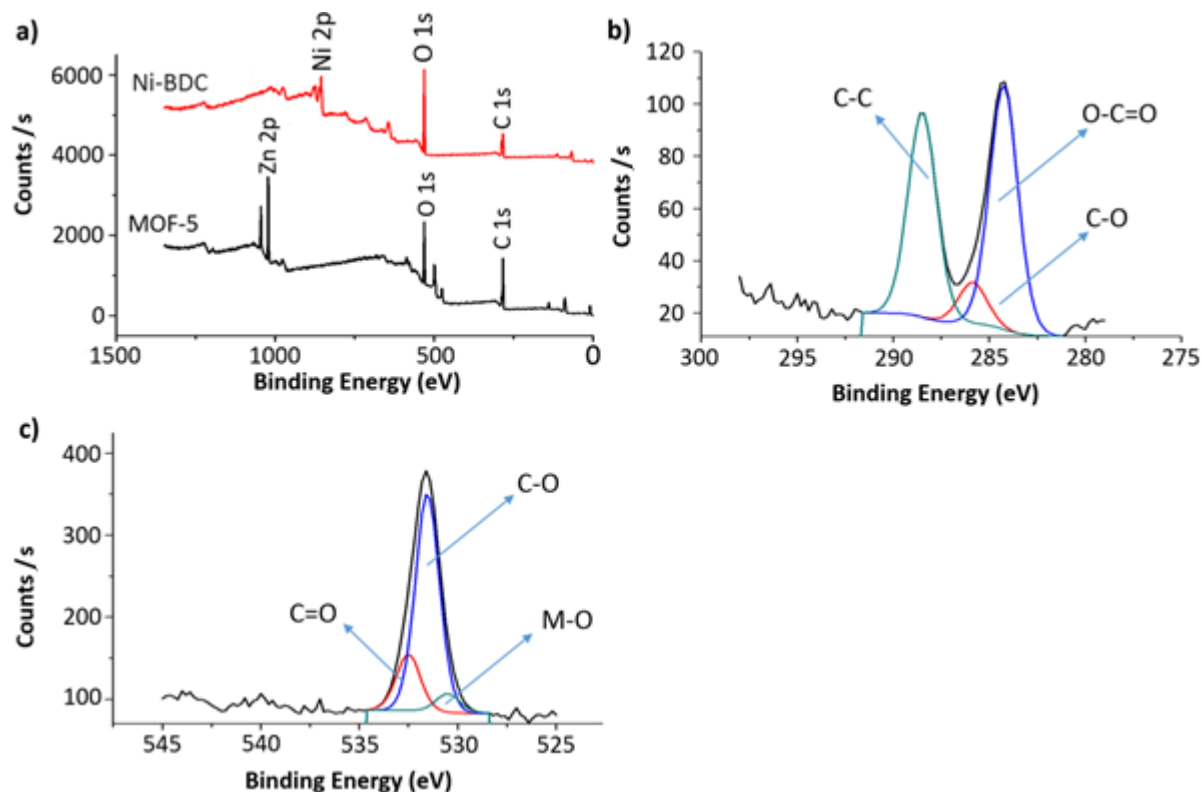 a)
Ni-BDC
Ni 2p
O 1s
C 1s
MOF-5
Zn 2p
O 1s
C 1s
Counts / s
6000
4000
2000
0
1500
1000
500
0
Binding Energy (eV)
b)
Counts / s
120
100
80
60
40
20
C-C
O-C=O
C-O
300
295
290
285
280
275
Binding Energy (eV)
c)
Counts / s
400
300
200
100
C-O
C=O
M-O
545
540
535
530
525
Binding Energy (eV)